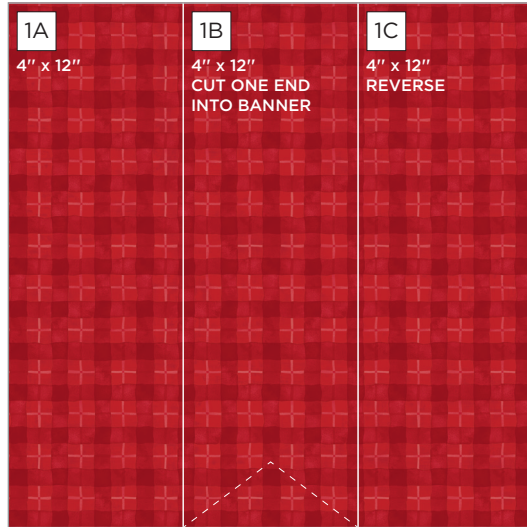 1A
4" x 12"
1B
4" x 12"
CUT ONE END
INTO BANNER
1C
4" x 12"
REVERSE